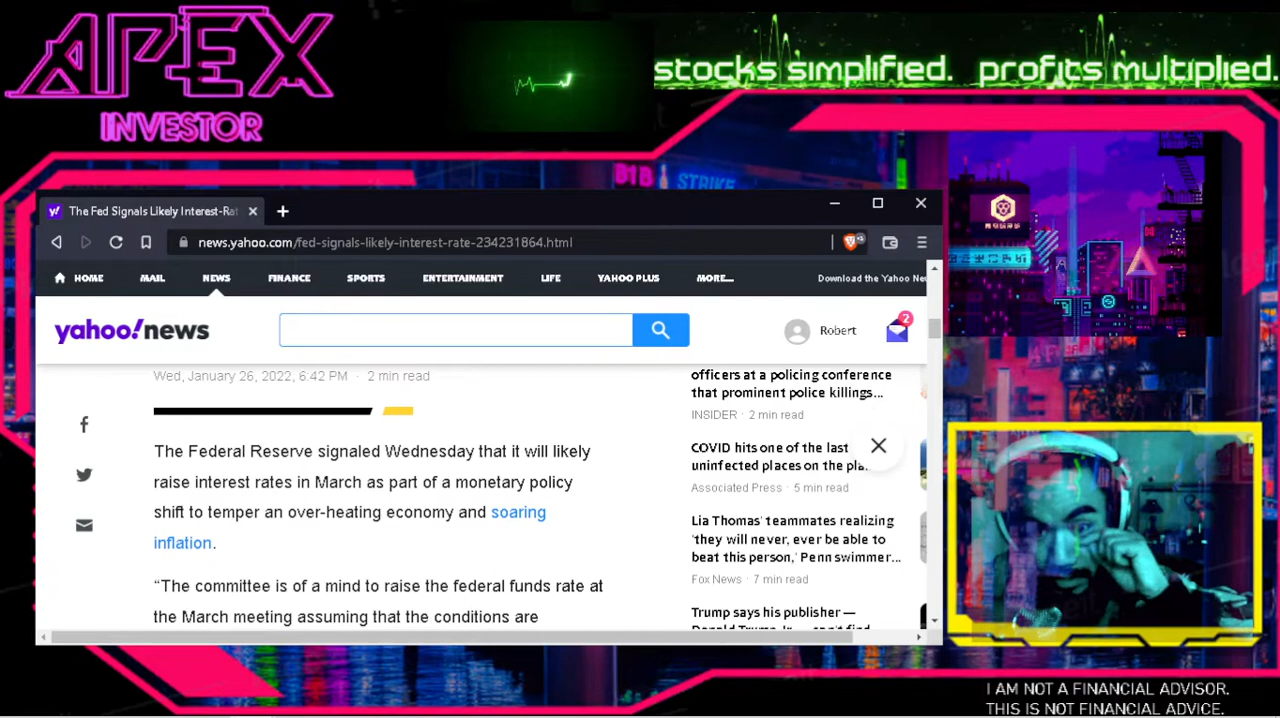 APEX
INVESTOR
stocks simplified. profits multiplied.
STRIKE
The Fed Signals Likely Interest-Rat
news.yahoo.com/fed-signals-likely-interest-rate-234231864.html
HOME MAIL NEWS FINANCE SPORTS ENTERTAINMENT LIFE YAHOO PLUS MORE... Download the Yahoo Ne
yahoo!news
Robert
2
Wed, January 26, 2022, 6:42 PM · 2 min read
The Federal Reserve signaled Wednesday that it will likely
raise interest rates in March as part of a monetary policy
shift to temper an over-heating economy and soaring
inflation.
“The committee is of a mind to raise the federal funds rate at
the March meeting assuming that the conditions are
officers at a policing conference
that prominent police killings...
INSIDER · 2 min read
COVID hits one of the last
uninfected places on the pla
Associated Press · 5 min read
Lia Thomas' teammates realizing
'they will never, ever be able to
beat this person,' Penn swimmer...
Fox News · 7 min read
Trump says his publisher —
Donald Trump Jr. — can't find
I AM NOT A FINANCIAL ADVISOR.
THIS IS NOT FINANCIAL ADVICE.